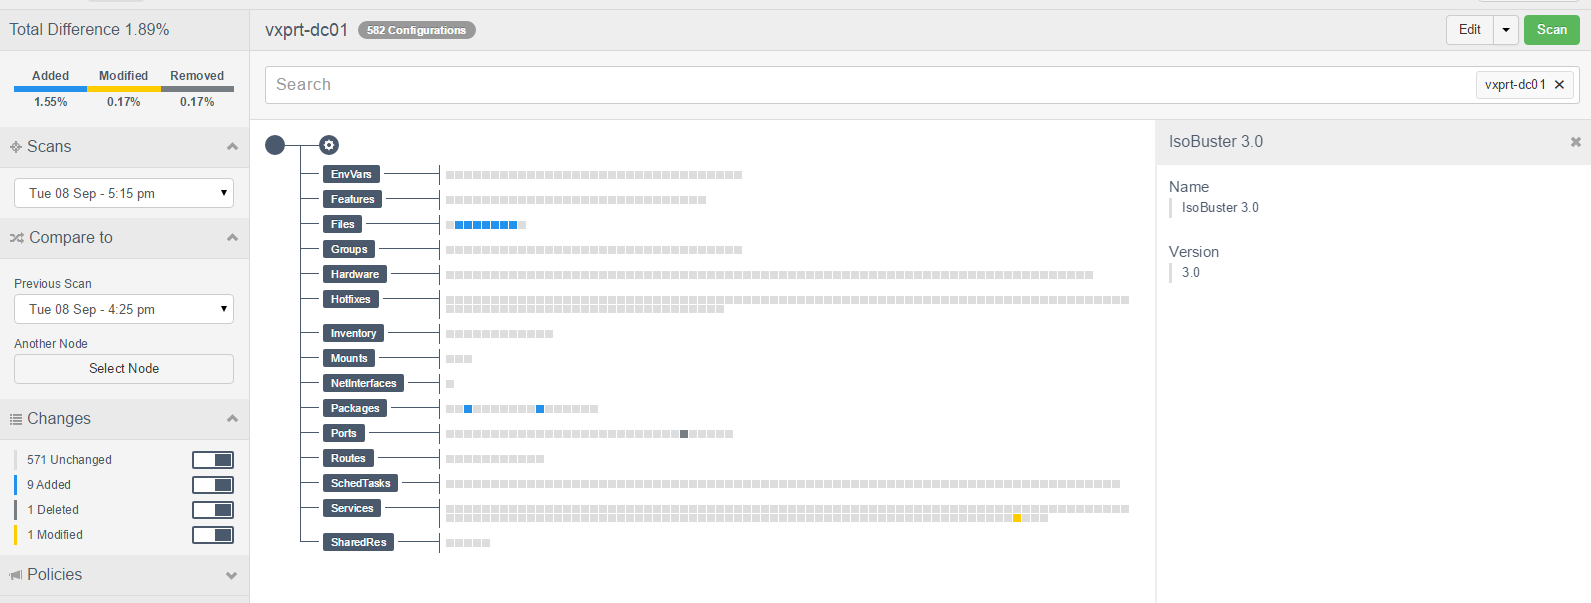 Total Difference 1.89%
Added Modified Removed
1.55% 0.17% 0.17%
Scans
Tue 08 Sep - 5:15 pm
Compare to
Previous Scan
Tue 08 Sep - 4:25 pm
Another Node
Select Node
Changes
571 Unchanged
9 Added
1 Deleted
1 Modified
Policies
vxprt-dc01 582 Configurations
Edit Scan
Search vxprt-dc01 ×
EnvVars
Features
Files
Groups
Hardware
Hotfixes
Inventory
Mounts
NetInterfaces
Packages
Ports
Routes
SchedTasks
Services
SharedRes
IsoBuster 3.0
Name
IsoBuster 3.0
Version
3.0